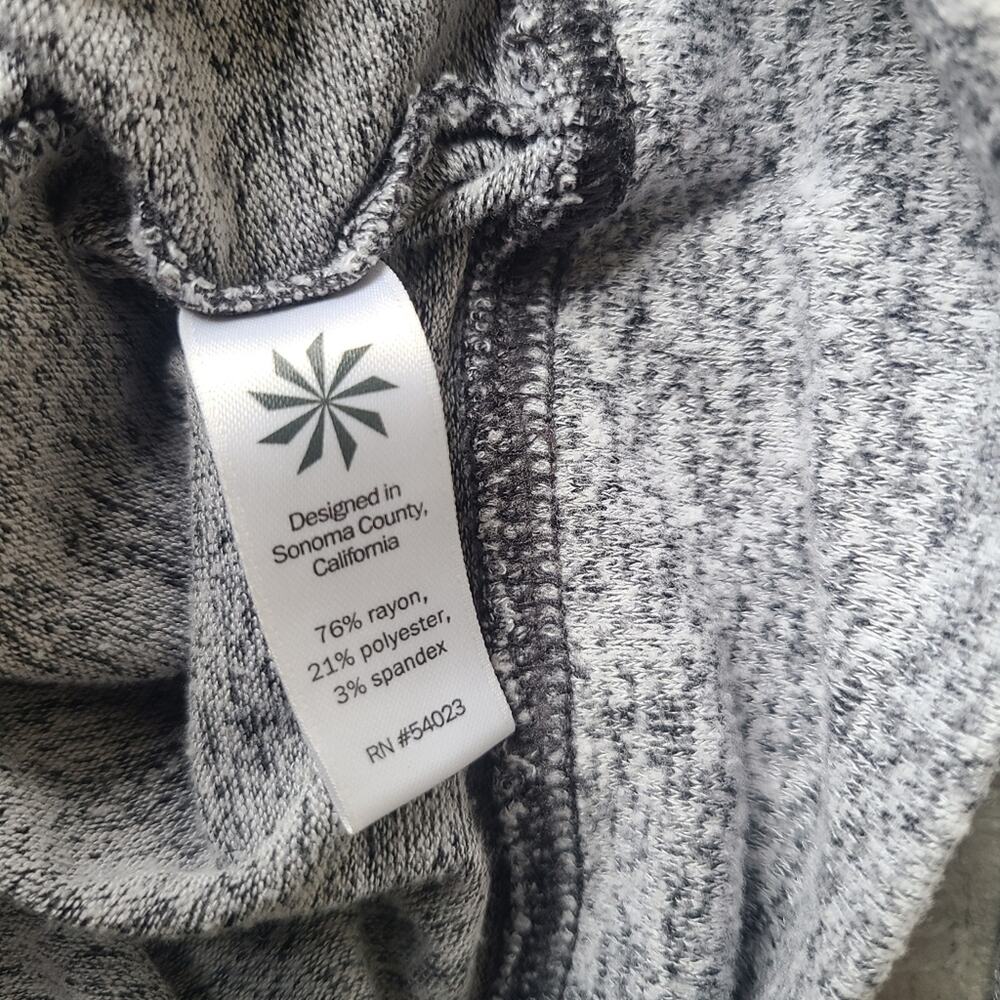 Designed in
Sonoma County,
California
76% rayon,
21% polyester,
3% spandex
RN #54023